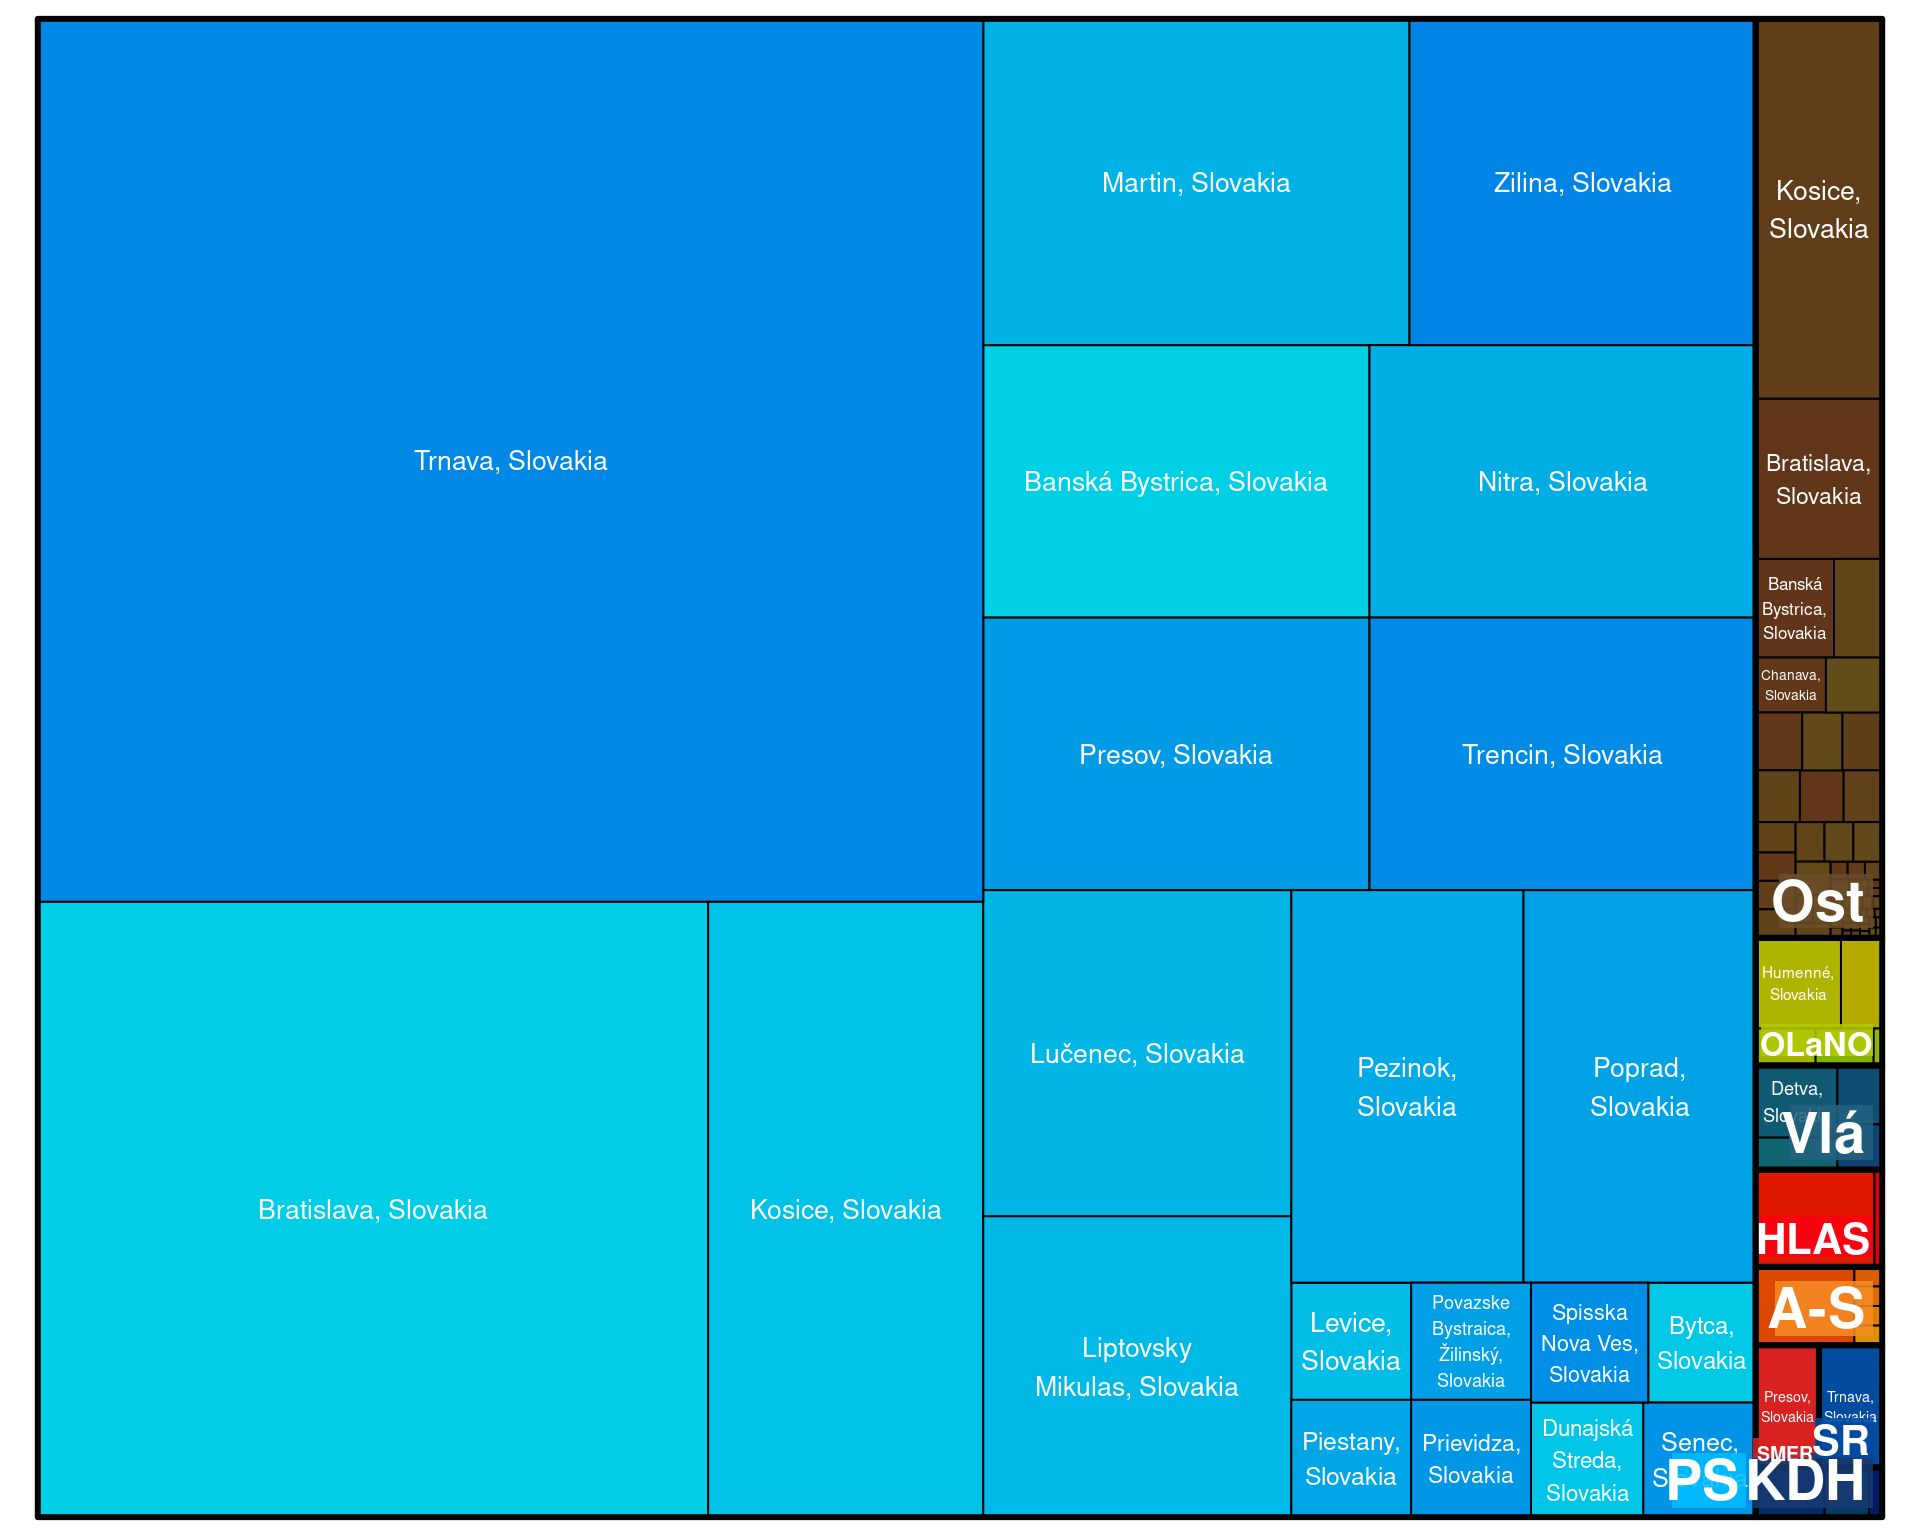 Trnava, Slovakia
Martin, Slovakia
Zilina, Slovakia
Banská Bystrica, Slovakia
Nitra, Slovakia
Presov, Slovakia
Trencin, Slovakia
Bratislava, Slovakia
Kosice, Slovakia
Lučenec, Slovakia
Liptovsky
Mikulas, Slovakia
Pezinok,
Slovakia
Poprad,
Slovakia
Levice,
Slovakia
Povazske
Bystraica,
Žilinský,
Slovakia
Spisska
Nova Ves,
Slovakia
Bytca,
Slovakia
Piestany,
Slovakia
Prievidza,
Slovakia
Dunajská
Streda,
Slovakia
Senec,
PS
Kosice,
Slovakia
Bratislava,
Slovakia
Banská
Bystrica,
Slovakia
Chanava,
Slovakia
Ost
Humenné,
Slovakia
OLaNO
Detva,
Vlá
HLAS
A-S
Presov,
Slovakia
SMER
Trnava,
Slovakia
SR
KDH